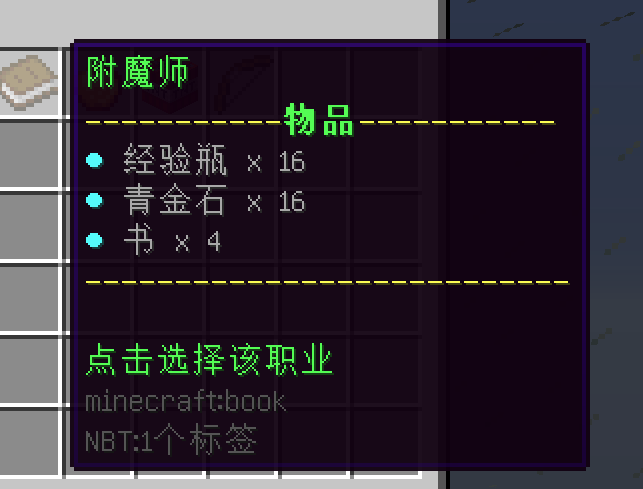 附魔师
------------物品------------
● 经验瓶 x 16
● 青金石 x 16
● 书 x 4
------------------------------
点击选择该职业
minecraft:book
NBT:1个标签